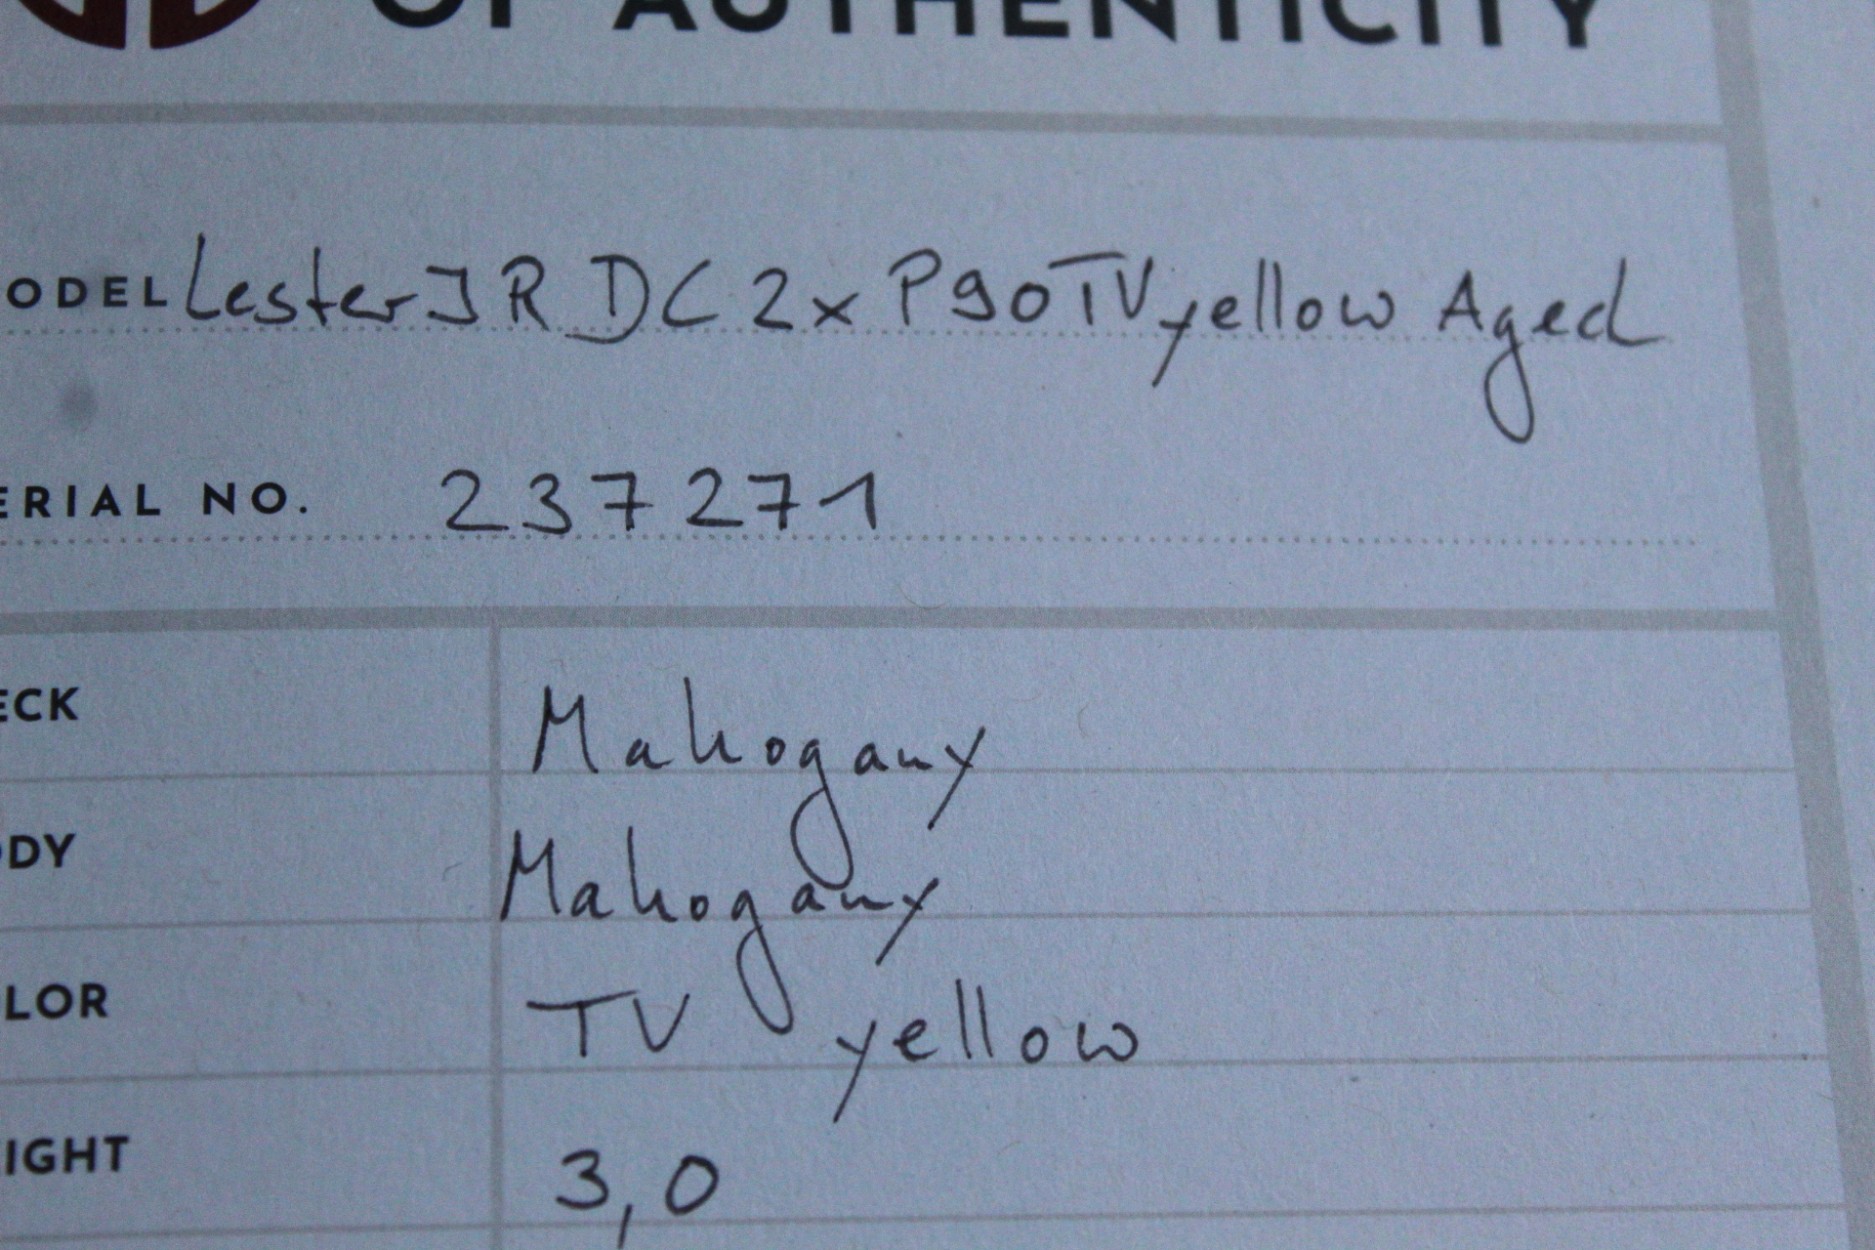 OF AUTHENTICITY
ODEL Lester JR DC 2x P90 TV yellow Aged
ERIAL NO. 237271
ECK Mahogany
DY Mahogany
LOR TV yellow
IGHT 3,0